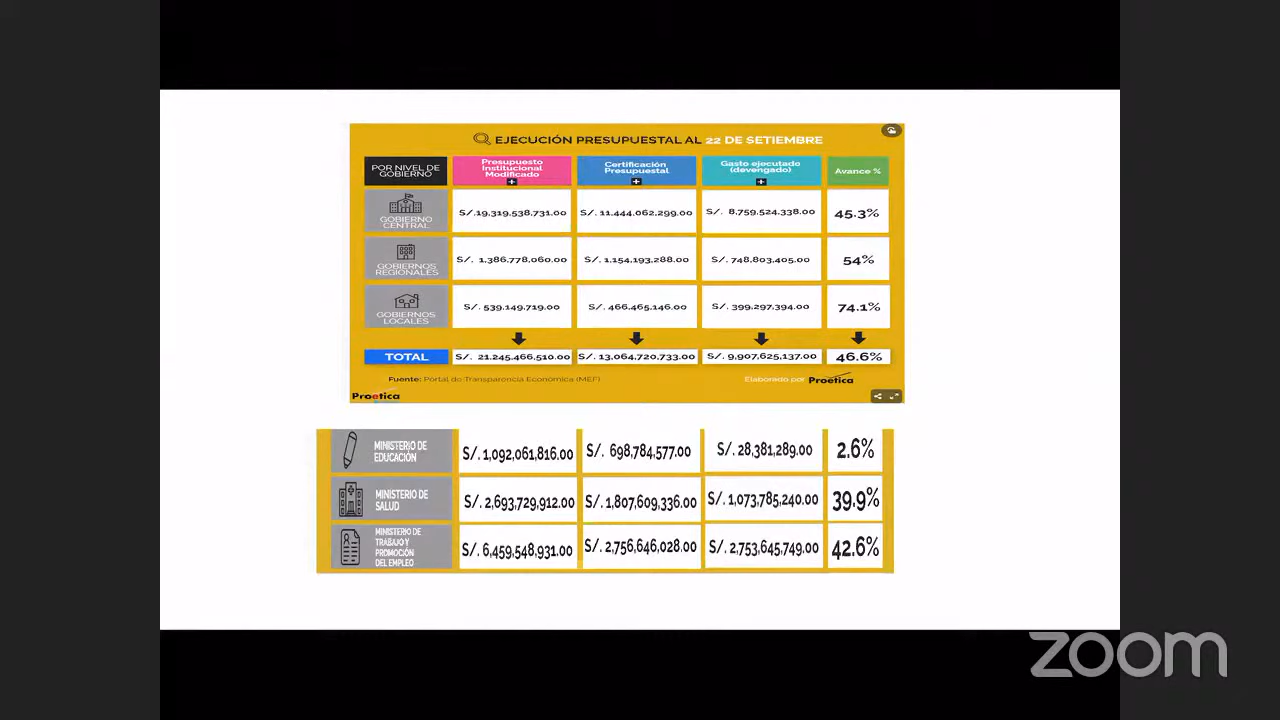 EJECUCIÓN PRESUPUESTAL AL 22 DE SETIEMBRE
POR NIVEL DE GOBIERNO
Presupuesto Institucional Modificado
Certificación Presupuestal
Gasto ejecutado (devengado)
Avance %
GOBIERNO CENTRAL
S/.19.319.538.731.00
S/. 11.444.062.299.00
S/. 8.759.524.338.00
45.3%
GOBIERNOS REGIONALES
S/. 1.386.778.060.00
S/. 1.154.193.288.00
S/. 748.803.405.00
54%
GOBIERNOS LOCALES
S/. 539.149.719.00
S/. 466.465.146.00
S/. 399.297.394.00
74.1%
TOTAL
S/. 21.245.466.510.00
S/. 13.064.720.733.00
S/. 9.907.625.137.00
46.6%
Fuente: Portal de Transparencia Económica (MEF)
Elaborado por Proética
Proetica
MINISTERIO DE EDUCACIÓN
S/. 1,092,061,816.00
S/. 698,784,577.00
S/. 28,381,289.00
2.6%
MINISTERIO DE SALUD
S/. 2,693,729,912.00
S/. 1,807,609,336.00
S/. 1,073,785,240.00
39.9%
MINISTERIO DE TRABAJO Y PROMOCIÓN DEL EMPLEO
S/. 6,459,548,931.00
S/. 2,756,646,028.00
S/. 2,753,645,749.00
42.6%
zoom